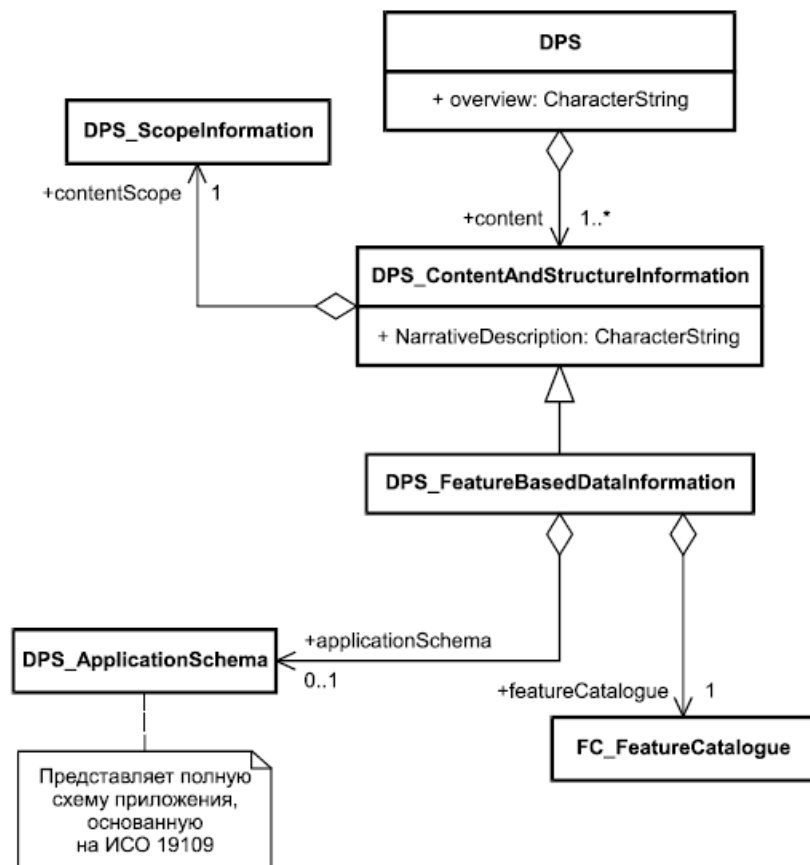 DPS
+ overview: CharacterString
DPS_ScopeInformation
+contentScope
1
+content
1..*
DPS_ContentAndStructureInformation
+ NarrativeDescription: CharacterString
DPS_FeatureBasedDataInformation
+applicationSchema
0..1
DPS_ApplicationSchema
+featureCatalogue
1
FC_FeatureCatalogue
Представляет полную
схему приложения,
основанную
на ИСО 19109